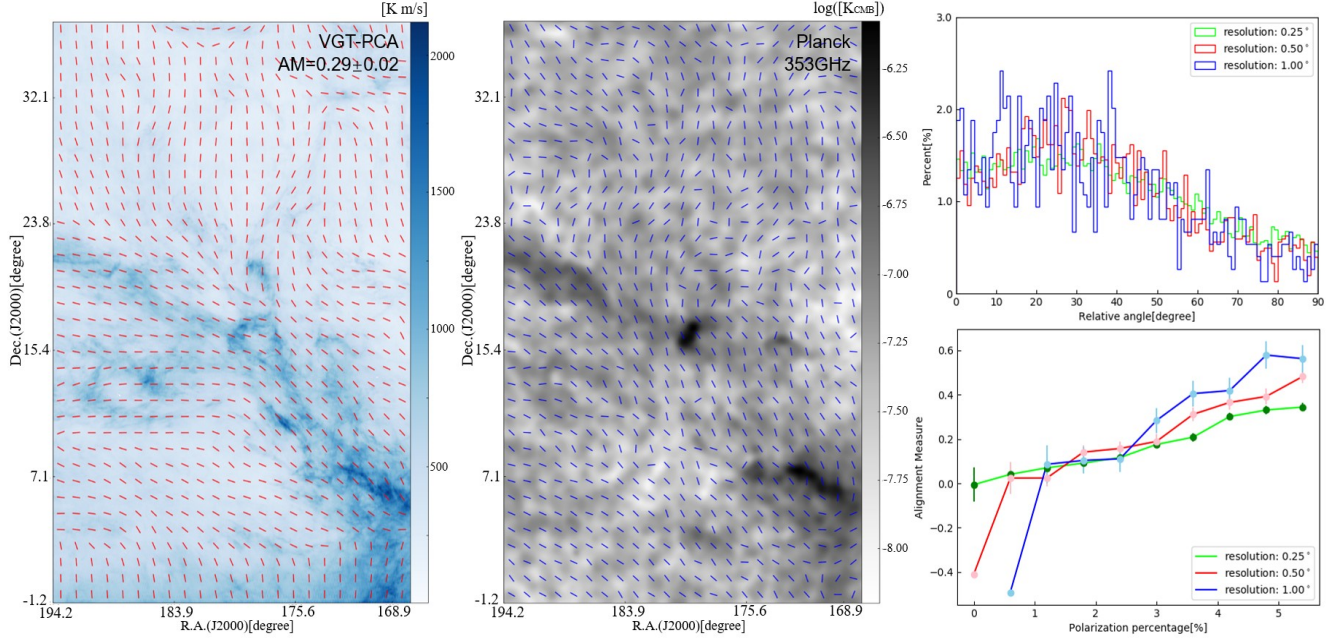 [K m/s]
VGT-PCA
AM=0.29±0.02
2000
1500
1000
500
32.1
23.8
15.4
7.1
-1.2
Dec.(J2000)[degree]
194.2 183.9 175.6 168.9
R.A.(J2000)[degree]
log([KCMB])
Planck
353GHz
-6.25
-6.50
-6.75
-7.00
-7.25
-7.50
-7.75
-8.00
32.1
23.8
15.4
7.1
-1.2
Dec.(J2000)[degree]
194.2 183.9 175.6 168.9
R.A.(J2000)[degree]
3.0
2.0
1.0
0.0
Percent[%]
resolution: 0.25°
resolution: 0.50°
resolution: 1.00°
0 10 20 30 40 50 60 70 80 90
Relative angle[degree]
0.6
0.4
0.2
0.0
−0.2
−0.4
Alignment Measure
resolution: 0.25°
resolution: 0.50°
resolution: 1.00°
0 1 2 3 4 5
Polarization percentage[%]